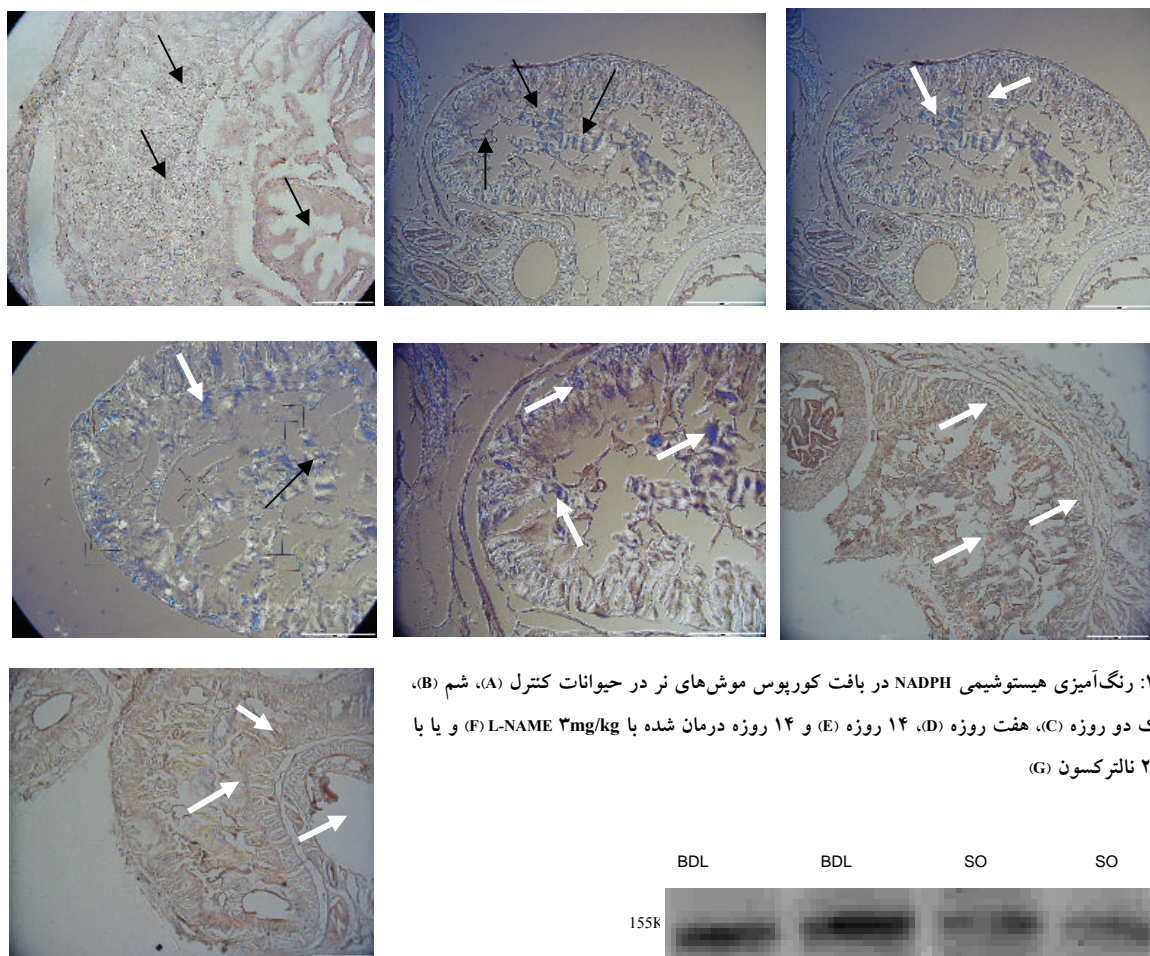 ۱: رنگ‌آمیزی هیستوشیمی NADPH در بافت کورپوس موش‌های نر در حیوانات کنترل (A)، شم (B)،
ک دو روزه (C)، هفت روزه (D)، ۱۴ روزه (E) و ۱۴ روزه درمان شده با L-NAME ۳mg/kg (F) و یا با
۲ نالترکسون (G)
BDL BDL SO SO
155K